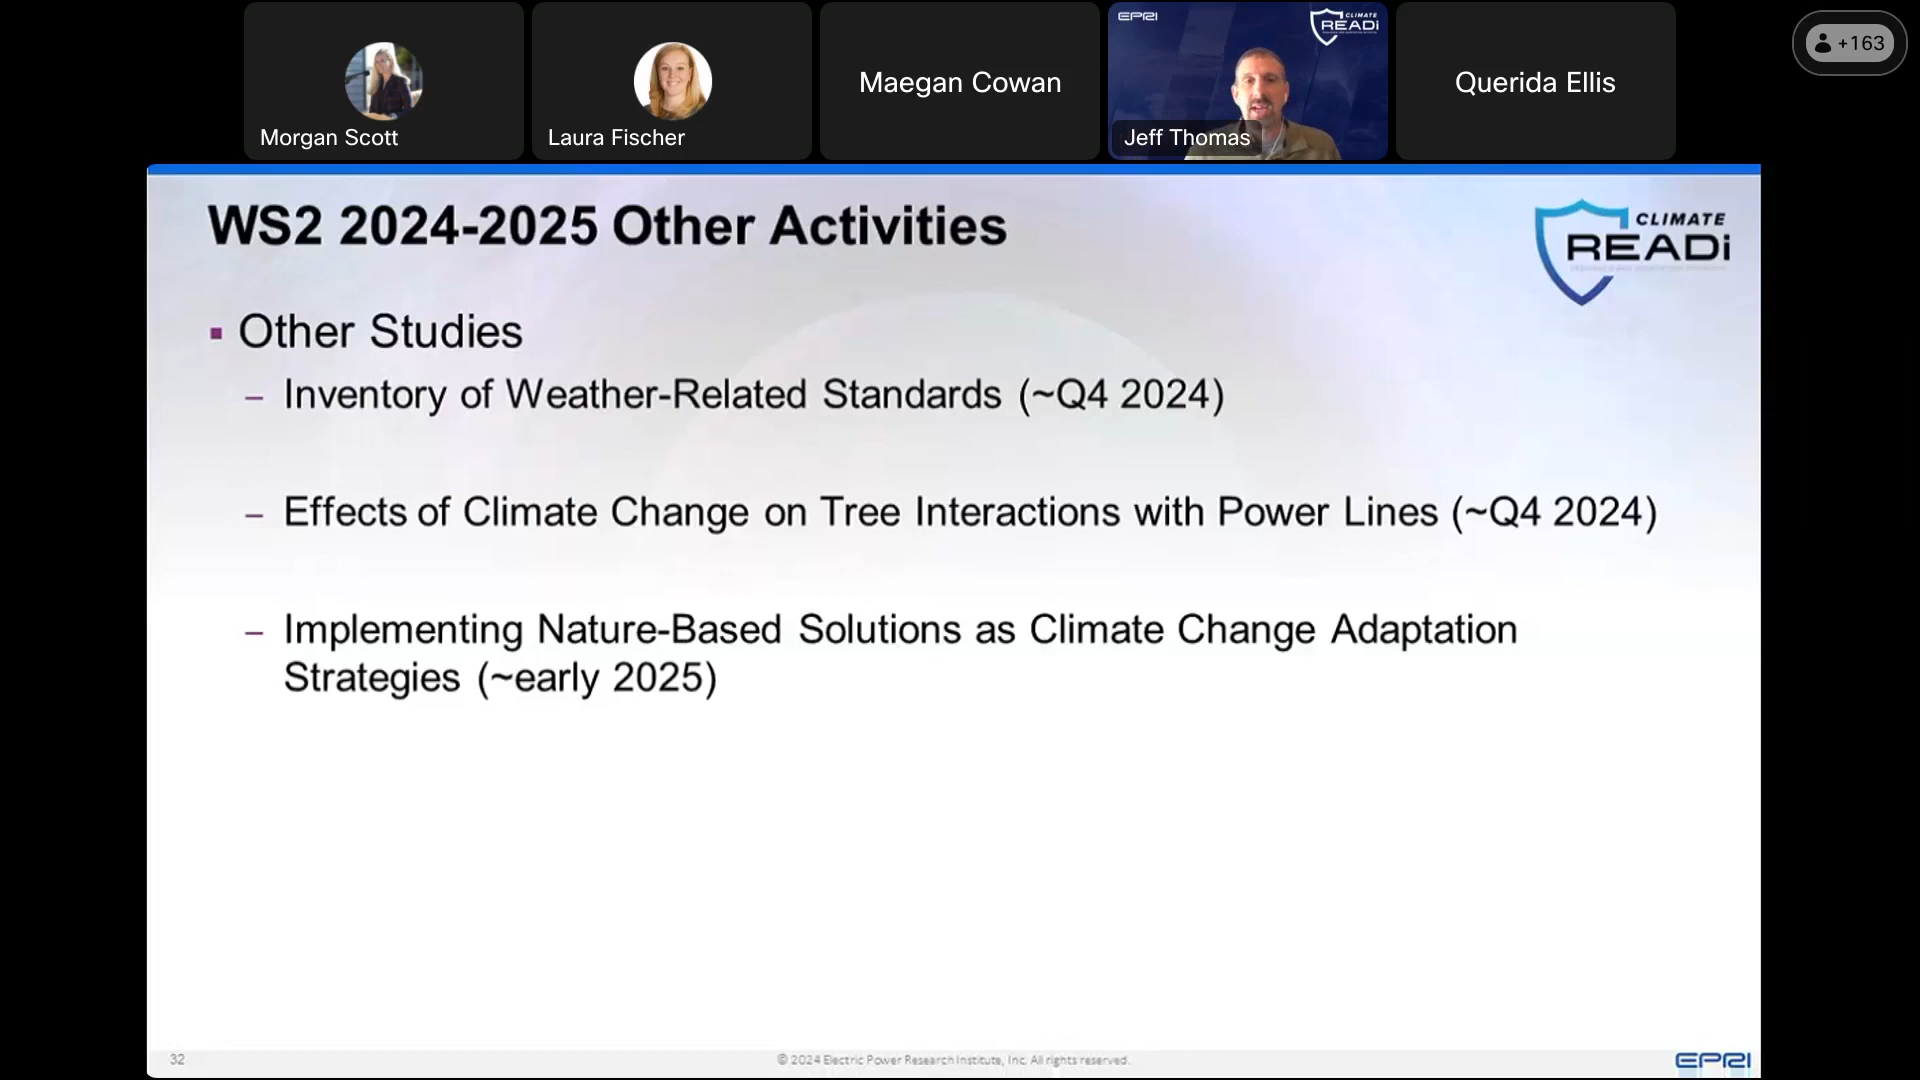 Morgan Scott
Laura Fischer
Maegan Cowan
EPRI
CLIMATE
READi
Jeff Thomas
Querida Ellis
+163
WS2 2024-2025 Other Activities
CLIMATE
READi
▪ Other Studies
– Inventory of Weather-Related Standards (~Q4 2024)
– Effects of Climate Change on Tree Interactions with Power Lines (~Q4 2024)
– Implementing Nature-Based Solutions as Climate Change Adaptation
Strategies (~early 2025)
32
© 2024 Electric Power Research Institute, Inc. All rights reserved.
EPRI